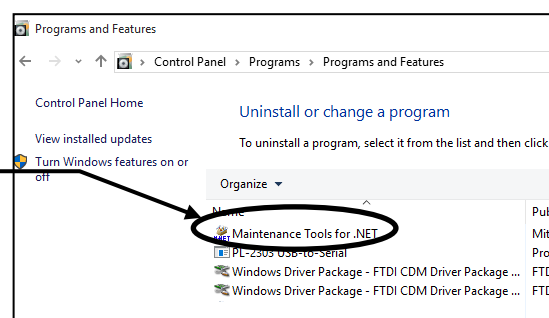 Programs and Features
Control Panel > Programs > Programs and Features
Control Panel Home
Uninstall or change a program
View installed updates
To uninstall a program, select it from the list and then click
Turn Windows features on or
off
Organize
Name Pub
Maintenance Tools for .NET Mit
PL-2303 USB-to-Serial Pro
Windows Driver Package - FTDI CDM Driver Package ... FTD
Windows Driver Package - FTDI CDM Driver Package ... FTD